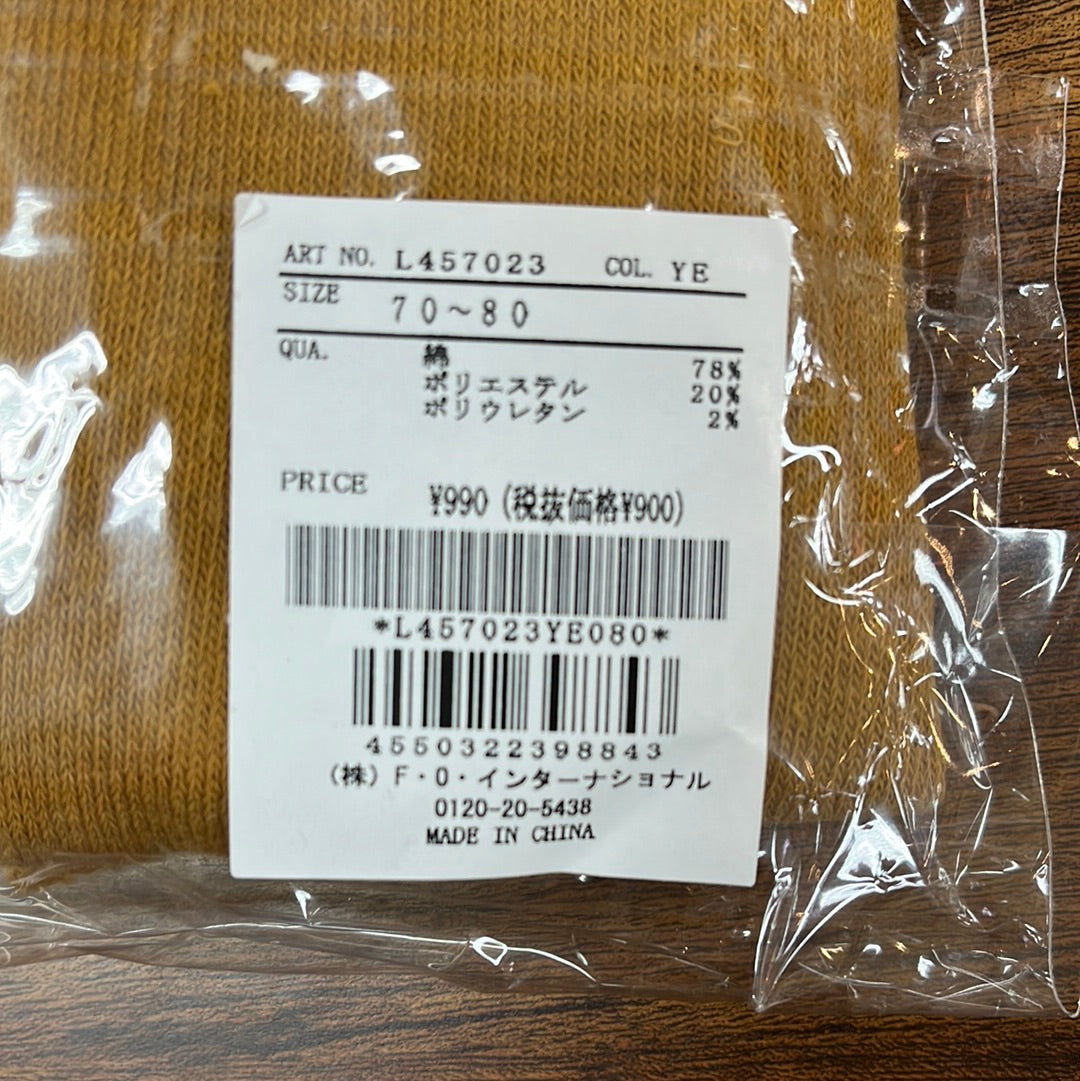 ART NO. L457023 COL. YE
SIZE 70～80
QUA. 綿 78%
ポリエステル 20%
ポリウレタン 2%
PRICE ¥990 (税抜価格¥900)
*L457023YE080*
4550322398843
(株) F・O・インターナショナル
0120-20-5438
MADE IN CHINA